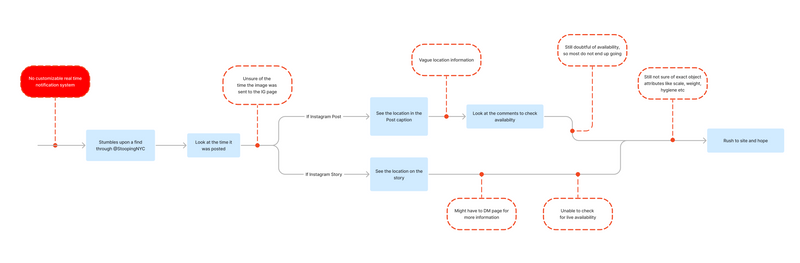 No customizable real time
notification system
Stumbles upon a find
through @StoopingNYC
Look at the time it
was posted
Unsure of the
time the image was
sent to the IG page
If Instagram Post
See the location in the
Post caption
Vague location information
Look at the comments to check
availability
Still doubtful of availability,
so most do not end up going
Still not sure of exact object
attributes like scale, weight,
hygiene etc
Rush to site and hope
If Instagram Story
See the location on the
story
Might have to DM page for
more information
Unable to check
for live availability